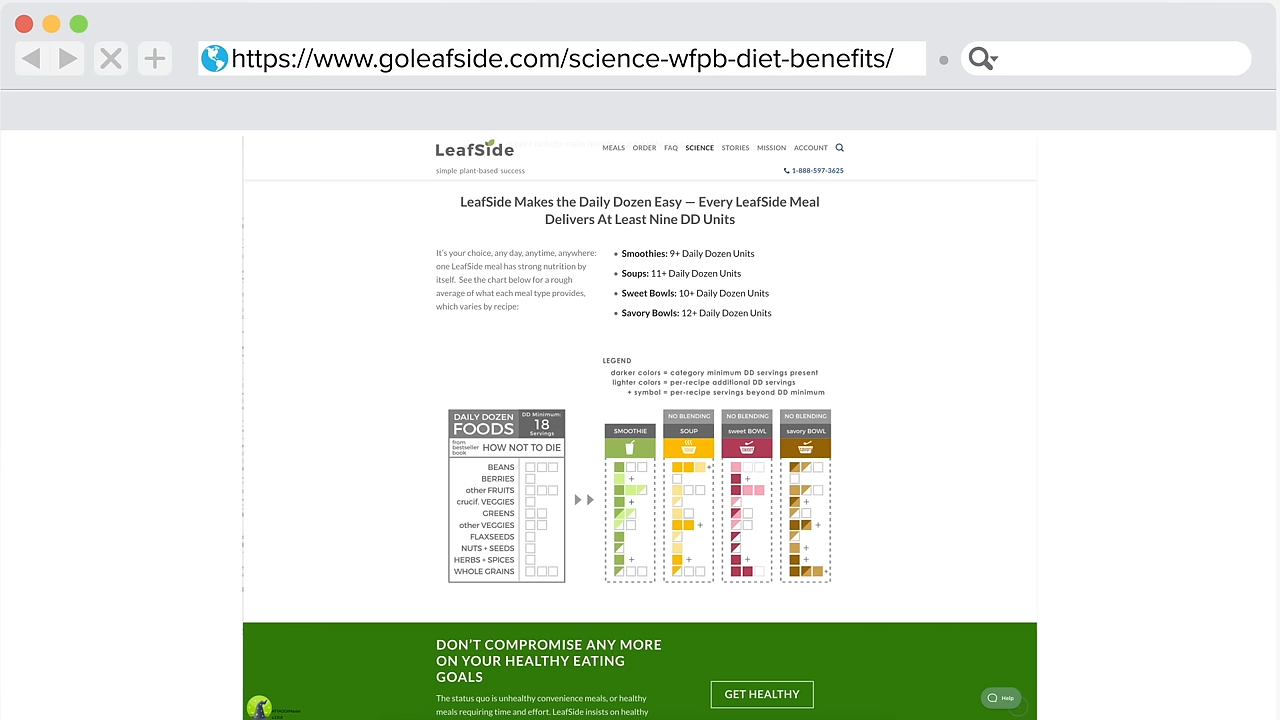 https://www.goleafside.com/science-wfpb-diet-benefits/
LeafSide
simple plant-based success
MEALS ORDER FAQ SCIENCE STORIES MISSION ACCOUNT
1-888-597-3625
LeafSide Makes the Daily Dozen Easy — Every LeafSide Meal
Delivers At Least Nine DD Units
It's your choice, any day, anytime, anywhere:
one LeafSide meal has strong nutrition by
itself. See the chart below for a rough
average of what each meal type provides,
which varies by recipe:
• Smoothies: 9+ Daily Dozen Units
• Soups: 11+ Daily Dozen Units
• Sweet Bowls: 10+ Daily Dozen Units
• Savory Bowls: 12+ Daily Dozen Units
LEGEND
darker colors = category minimum DD servings present
lighter colors = per-recipe additional DD servings
+ symbol = per-recipe servings beyond DD minimum
DAILY DOZEN
FOODS
DD Minimum:
18
Servings
from
bestseller
book
HOW NOT TO DIE
BEANS
BERRIES
other FRUITS
crucif. VEGGIES
GREENS
other VEGGIES
FLAXSEEDS
NUTS + SEEDS
HERBS + SPICES
WHOLE GRAINS
SMOOTHIE
NO BLENDING
SOUP
NO BLENDING
sweet BOWL
NO BLENDING
savory BOWL
DON'T COMPROMISE ANY MORE
ON YOUR HEALTHY EATING
GOALS
The status quo is unhealthy convenience meals, or healthy
meals requiring time and effort. LeafSide insists on healthy
GET HEALTHY
Help